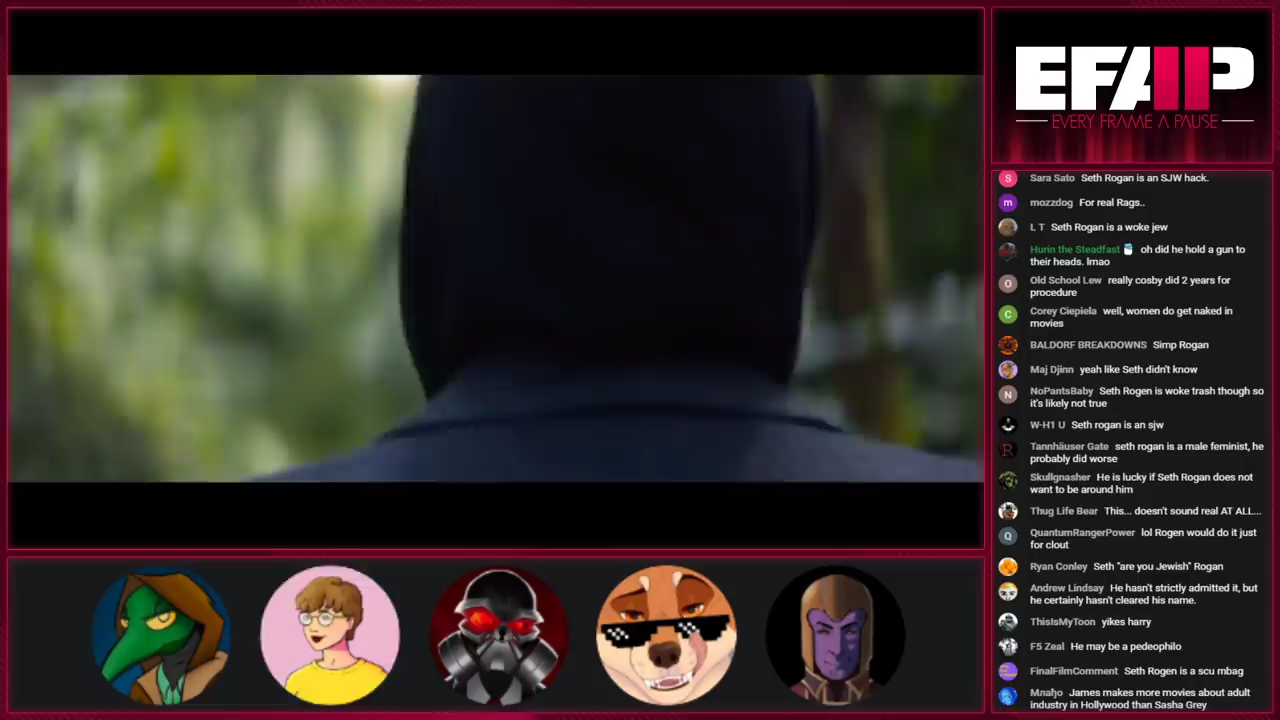 EFAP
EVERY FRAME A PAUSE
Sara Sato Seth Rogan is an SJW hack.
mozzdog For real Rags..
L T Seth Rogan is a woke jew
Hurin the Steadfast oh did he hold a gun to
their heads. lmao
Old School Lew really cosby did 2 years for
procedure
Corey Ciepiela well, women do get naked in
movies
BALDORF BREAKDOWNS Simp Rogan
Maj Djinn yeah like Seth didn't know
NoPantsBaby Seth Rogen is woke trash though so
it's likely not true
W-H1 U Seth rogan is an sjw
Tannhäuser Gate seth rogan is a male feminist, he
probably did worse
Skullgnasher He is lucky if Seth Rogan does not
want to be around him
Thug Life Bear This... doesn't sound real AT ALL...
QuantumRangerPower lol Rogen would do it just
for clout
Ryan Conley Seth "are you Jewish" Rogan
Andrew Lindsay He hasn't strictly admitted it, but
he certainly hasn't cleared his name.
ThisIsMyToon yikes harry
F5 Zeal He may be a pedeophilo
FinalFilmComment Seth Rogen is a scu mbag
Млађо James makes more movies about adult
industry in Hollywood than Sasha Grey